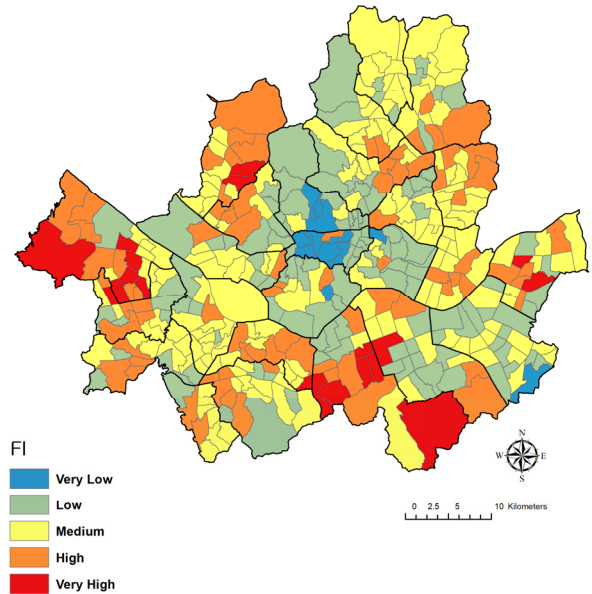 FI
Very Low
Low
Medium
High
Very High
N
W E
S
0 2.5 5 10 Kilometers